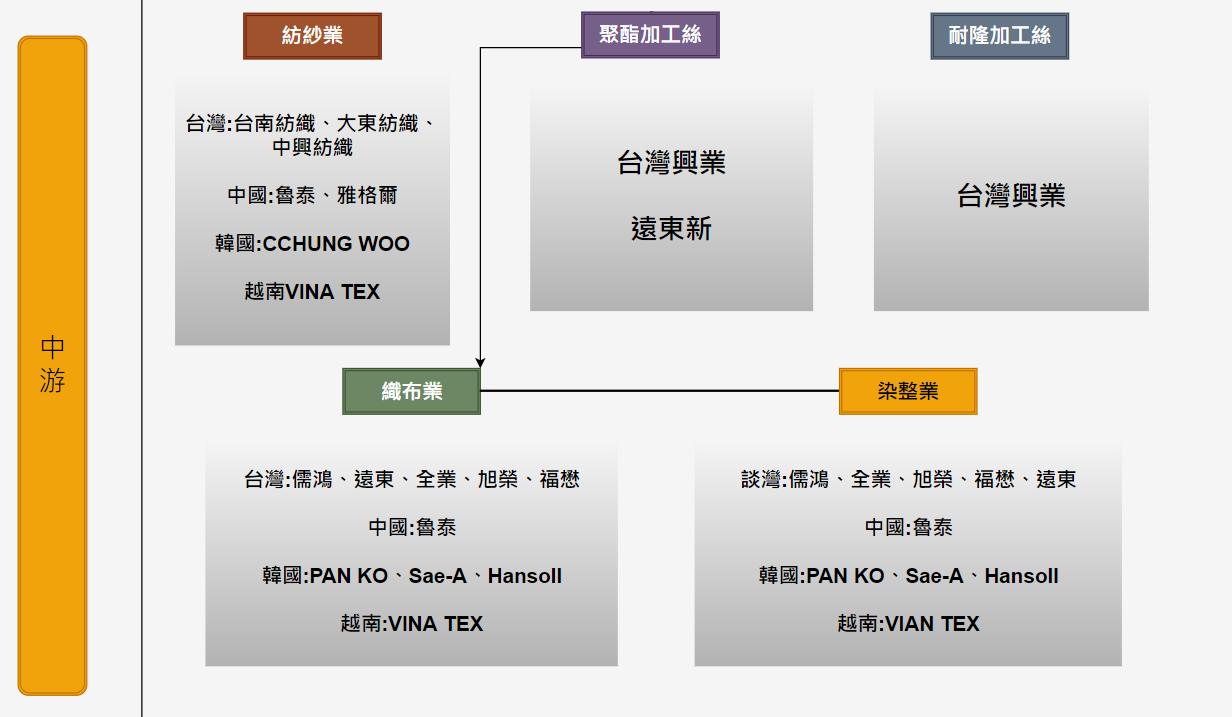 中
游
紡紗業
台灣:台南紡織、大東紡織、
中興紡織
中國:魯泰、雅格爾
韓國:CCHUNG WOO
越南VINA TEX
聚酯加工絲
台灣興業
遠東新
耐隆加工絲
台灣興業
織布業
台灣:儒鴻、遠東、全業、旭榮、福懋
中國:魯泰
韓國:PAN KO、Sae-A、Hansoll
越南:VINA TEX
染整業
談灣:儒鴻、全業、旭榮、福懋、遠東
中國:魯泰
韓國:PAN KO、Sae-A、Hansoll
越南:VIAN TEX